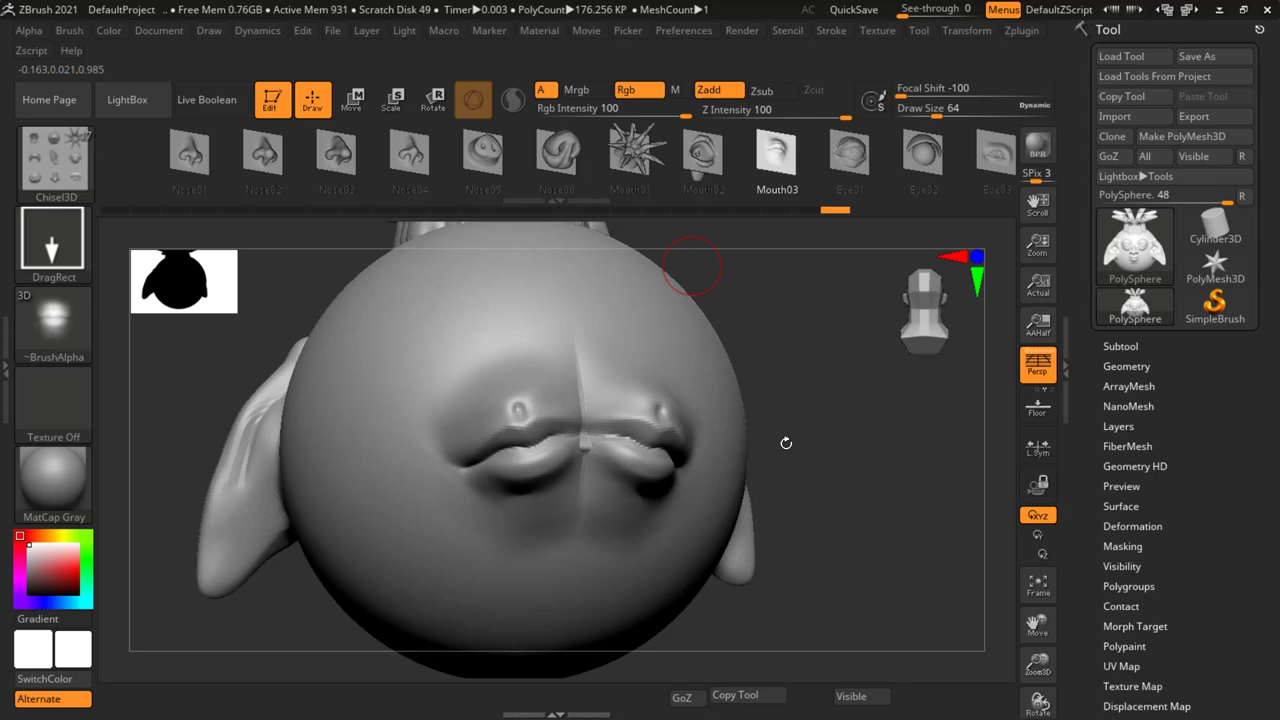 ZBrush 2021 DefaultProject • Free Mem 0.76GB • Active Mem 931 • Scratch Disk 49 • Timer▶0.003 • PolyCount▶176.256 KP • MeshCount▶1 AC QuickSave See-through 0 Menus DefaultZScript
Alpha Brush Color Document Draw Dynamics Edit File Layer Light Macro Marker Material Movie Picker Preferences Render Stencil Stroke Texture Tool Transform Zplugin
Zscript Help
-0.163,0.021,0.985
Home Page LightBox Live Boolean Edit Draw Move Scale Rotate
A Mrgb Rgb M Zadd Zsub Zcut Focal Shift -100
Rgb Intensity 100 Z Intensity 100 S Draw Size 64 Dynamic
Chisel3D
Nose01 Nose02 Nose03 Nose04 Nose05 Nose06 Mouth01 Mouth02 Mouth03 Eye01 Eye02 Eye03
DragRect
3D
~BrushAlpha
Texture Off
MatCap Gray
Gradient
SwitchColor
Alternate
BPR
SPix 3
Scroll
Zoom
Actual
AAHalf
Dynamic
Persp
Floor
L.Sym
XYZ
Y
Z
Frame
Move
Zoom3D
Rotate
GoZ Copy Tool Visible
Tool
Load Tool Save As
Load Tools From Project
Copy Tool Paste Tool
Import Export
Clone Make PolyMesh3D
GoZ All Visible R
Lightbox▶Tools
PolySphere. 48 R
PolySphere Cylinder3D
PolyMesh3D
PolySphere SimpleBrush
Subtool
Geometry
ArrayMesh
NanoMesh
Layers
FiberMesh
Geometry HD
Preview
Surface
Deformation
Masking
Visibility
Polygroups
Contact
Morph Target
Polypaint
UV Map
Texture Map
Displacement Map